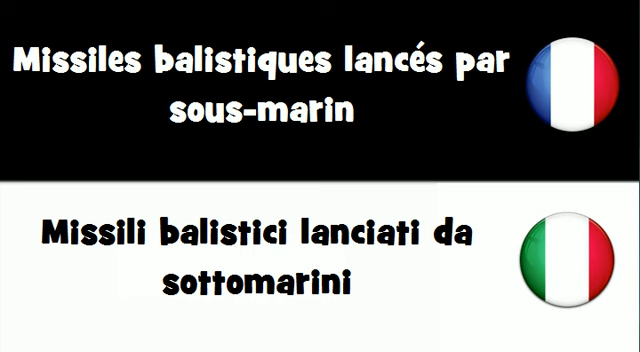 Missiles balistiques lancés par
sous-marin
Missili balistici lanciati da
sottomarini